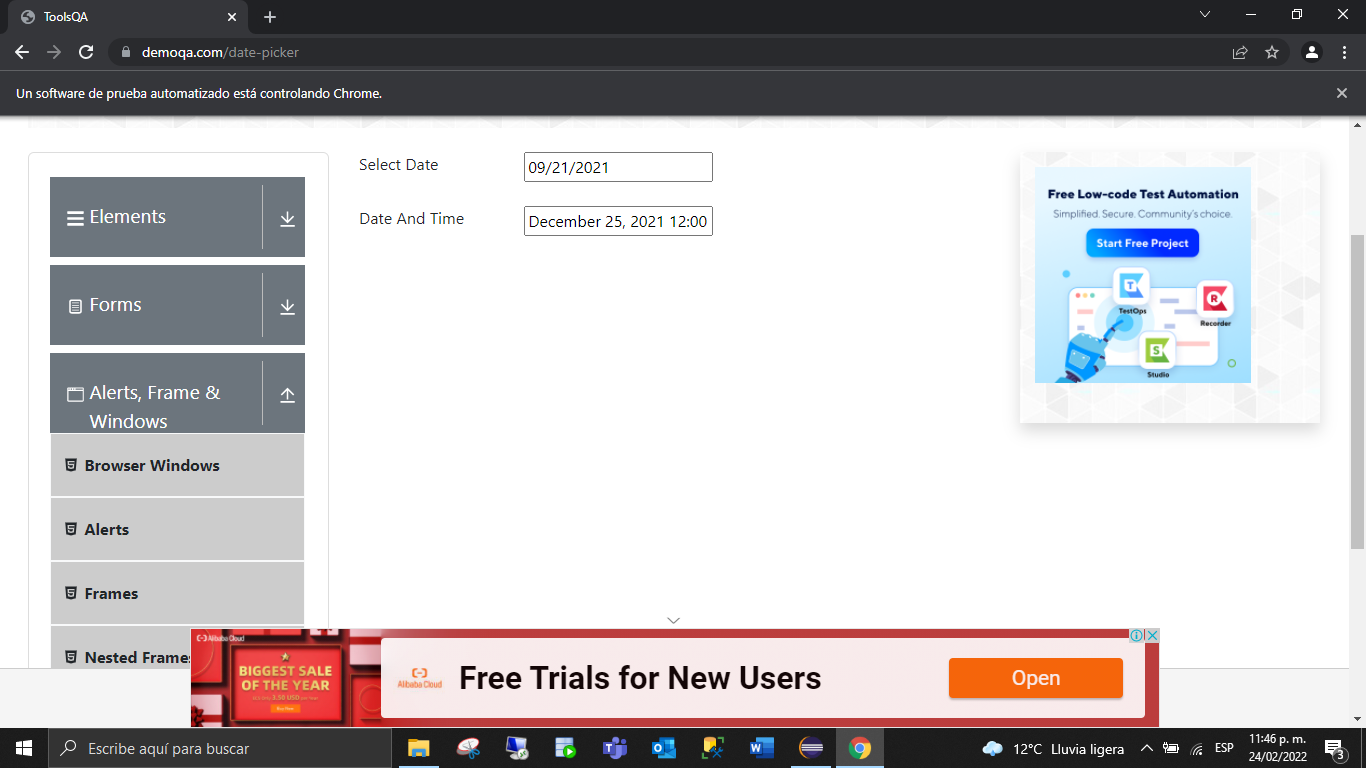 ToolsQA
demoqa.com/date-picker
Un software de prueba automatizado está controlando Chrome.
Elements
Forms
Alerts, Frame &
Windows
Browser Windows
Alerts
Frames
Nested Frames
Select Date
09/21/2021
Date And Time
December 25, 2021 12:00
Free Low-code Test Automation
Simplified. Secure. Community's choice.
Start Free Project
TestOps
Recorder
Studio
Alibaba Cloud
BIGGEST SALE
OF THE YEAR
Buy Now
Alibaba Cloud
Free Trials for New Users
Open
Escribe aquí para buscar
12°C Lluvia ligera
ESP
11:46 p. m.
24/02/2022
3